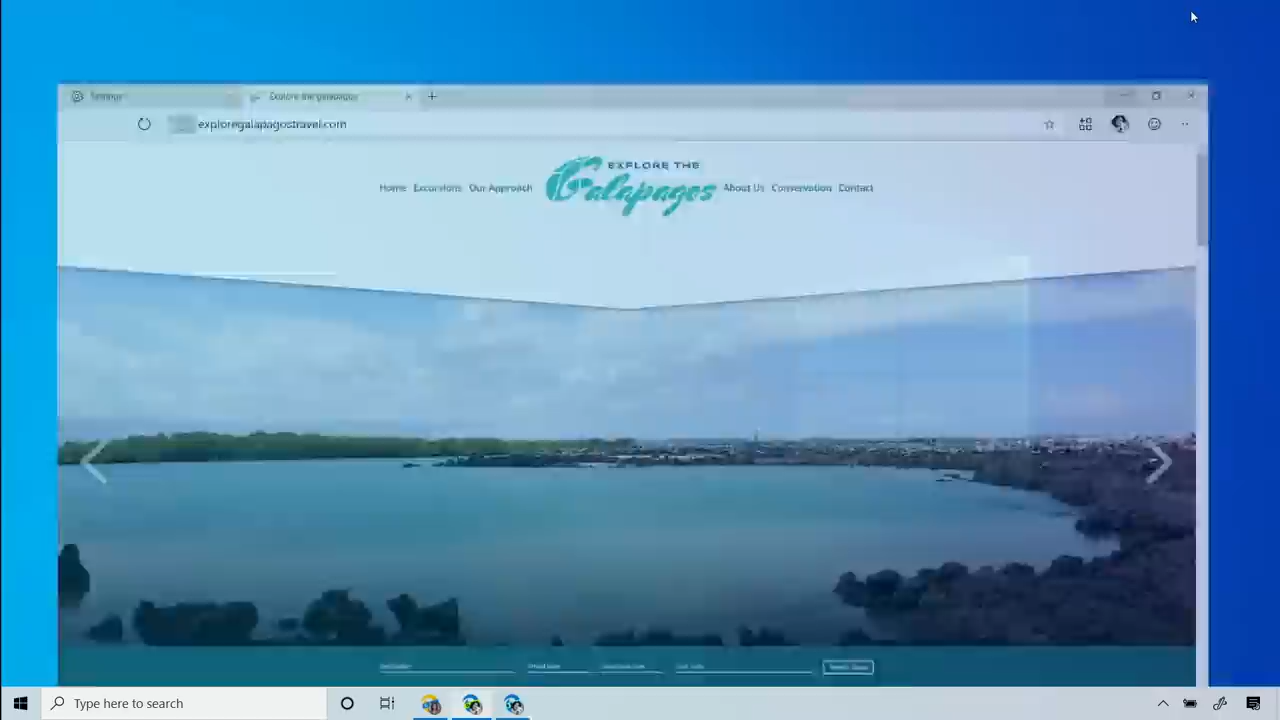 Settings
Explore the galapagos
exploregalapagostravel.com
EXPLORE THE
Galapagos
Home Excursions Our Approach
About Us Conservation Contact
Type here to search